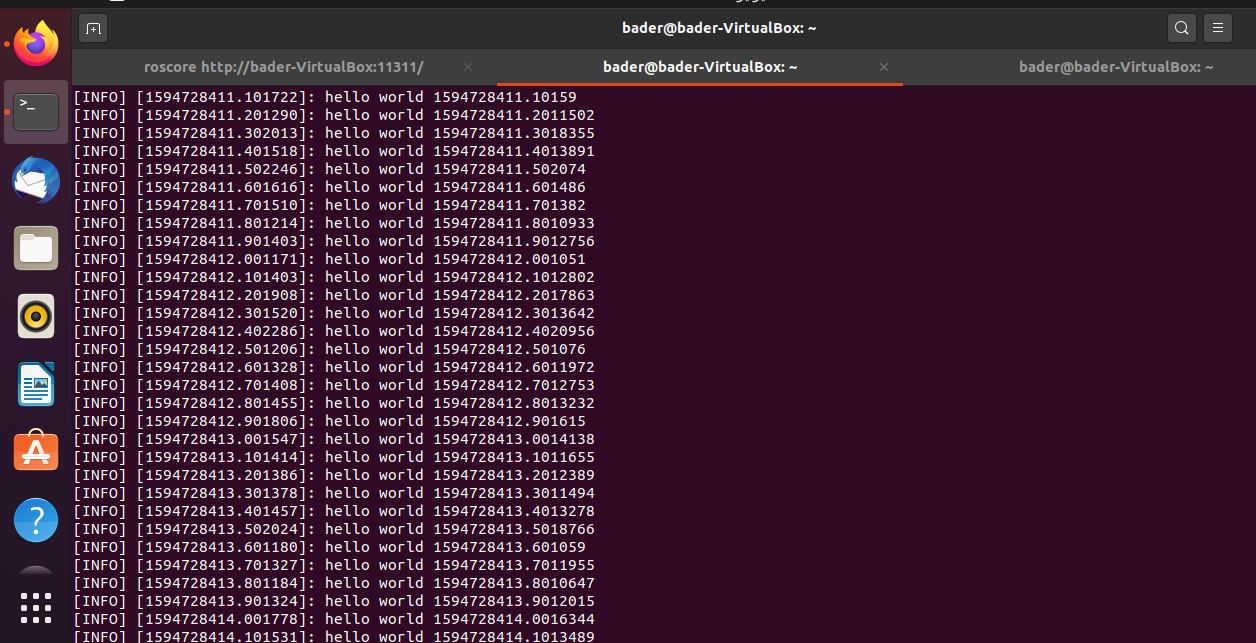 bader@bader-VirtualBox: ~
roscore http://bader-VirtualBox:11311/
bader@bader-VirtualBox: ~
bader@bader-VirtualBox: ~
[INFO] [1594728411.101722]: hello world 1594728411.10159
[INFO] [1594728411.201290]: hello world 1594728411.2011502
[INFO] [1594728411.302013]: hello world 1594728411.3018355
[INFO] [1594728411.401518]: hello world 1594728411.4013891
[INFO] [1594728411.502246]: hello world 1594728411.502074
[INFO] [1594728411.601616]: hello world 1594728411.601486
[INFO] [1594728411.701510]: hello world 1594728411.701382
[INFO] [1594728411.801214]: hello world 1594728411.8010933
[INFO] [1594728411.901403]: hello world 1594728411.9012756
[INFO] [1594728412.001171]: hello world 1594728412.001051
[INFO] [1594728412.101403]: hello world 1594728412.1012802
[INFO] [1594728412.201908]: hello world 1594728412.2017863
[INFO] [1594728412.301520]: hello world 1594728412.3013642
[INFO] [1594728412.402286]: hello world 1594728412.4020956
[INFO] [1594728412.501206]: hello world 1594728412.501076
[INFO] [1594728412.601328]: hello world 1594728412.6011972
[INFO] [1594728412.701408]: hello world 1594728412.7012753
[INFO] [1594728412.801455]: hello world 1594728412.8013232
[INFO] [1594728412.901806]: hello world 1594728412.901615
[INFO] [1594728413.001547]: hello world 1594728413.0014138
[INFO] [1594728413.101414]: hello world 1594728413.1011655
[INFO] [1594728413.201386]: hello world 1594728413.2012389
[INFO] [1594728413.301378]: hello world 1594728413.3011494
[INFO] [1594728413.401457]: hello world 1594728413.4013278
[INFO] [1594728413.502024]: hello world 1594728413.5018766
[INFO] [1594728413.601180]: hello world 1594728413.601059
[INFO] [1594728413.701327]: hello world 1594728413.7011955
[INFO] [1594728413.801184]: hello world 1594728413.8010647
[INFO] [1594728413.901324]: hello world 1594728413.9012015
[INFO] [1594728414.001778]: hello world 1594728414.0016344
[INFO] [1594728414.101531]: hello world 1594728414.1013489